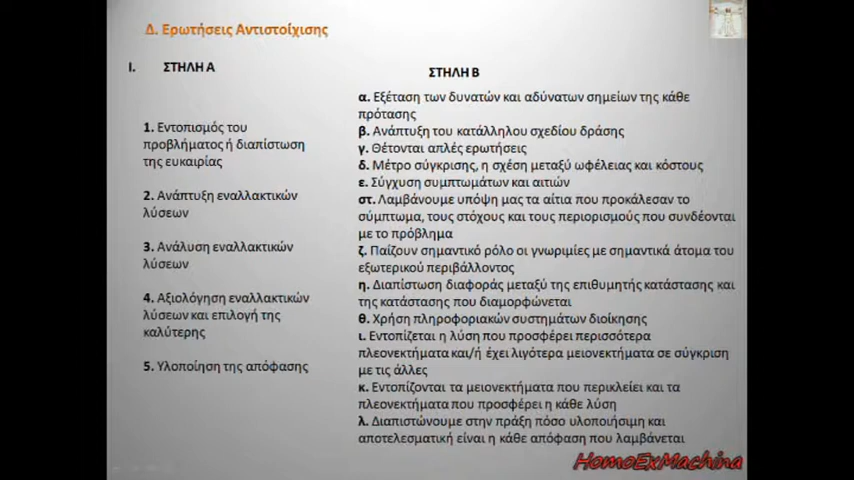 Δ. Ερωτήσεις Αντιστοίχισης
Ι. ΣΤΗΛΗ Α
1. Εντοπισμός του
προβλήματος ή διαπίστωση
της ευκαιρίας
2. Ανάπτυξη εναλλακτικών
λύσεων
3. Ανάλυση εναλλακτικών
λύσεων
4. Αξιολόγηση εναλλακτικών
λύσεων και επιλογή της
καλύτερης
5. Υλοποίηση της απόφασης
ΣΤΗΛΗ Β
α. Εξέταση των δυνατών και αδύνατων σημείων της κάθε
πρότασης
β. Ανάπτυξη του κατάλληλου σχεδίου δράσης
γ. Θέτονται απλές ερωτήσεις
δ. Μέτρο σύγκρισης, η σχέση μεταξύ ωφέλειας και κόστους
ε. Σύγχυση συμπτωμάτων και αιτιών
στ. Λαμβάνουμε υπόψη μας τα αίτια που προκάλεσαν το
σύμπτωμα, τους στόχους και τους περιορισμούς που συνδέονται
με το πρόβλημα
ζ. Παίζουν σημαντικό ρόλο οι γνωριμίες με σημαντικά άτομα του
εξωτερικού περιβάλλοντος
η. Διαπίστωση διαφοράς μεταξύ της επιθυμητής κατάστασης και
της κατάστασης που διαμορφώνεται
θ. Χρήση πληροφοριακών συστημάτων διοίκησης
ι. Εντοπίζεται η λύση που προσφέρει περισσότερα
πλεονεκτήματα και/ή έχει λιγότερα μειονεκτήματα σε σύγκριση
με τις άλλες
κ. Εντοπίζονται τα μειονεκτήματα που περικλείει και τα
πλεονεκτήματα που προσφέρει η κάθε λύση
λ. Διαπιστώνουμε στην πράξη πόσο υλοποιήσιμη και
αποτελεσματική είναι η κάθε απόφαση που λαμβάνεται
HomoExMachina